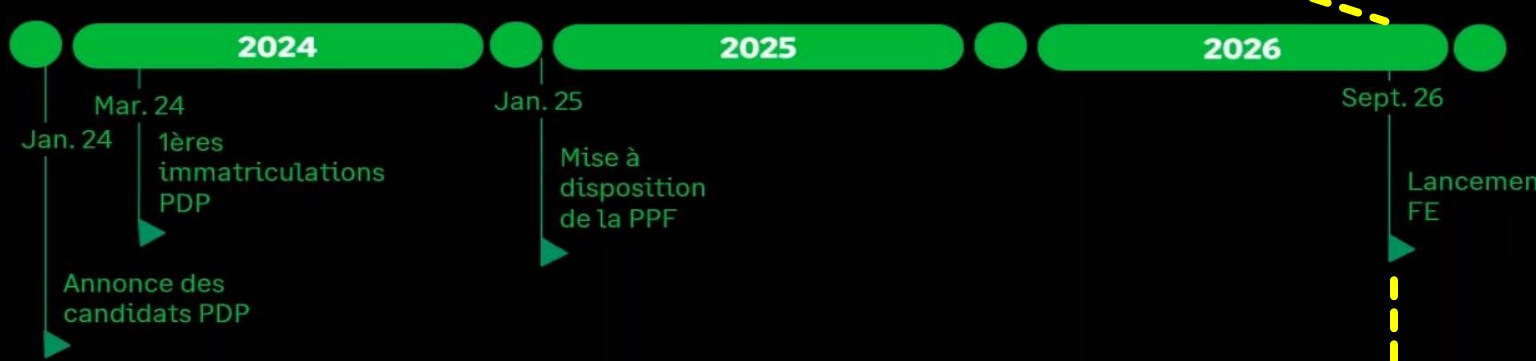 2024
2025
2026
Mar. 24
Jan. 25
Sept. 26
Jan. 24
1ères
immatriculations
PDP
Mise à
disposition
de la PPF
Lancemen
FE
Annonce des
candidats PDP